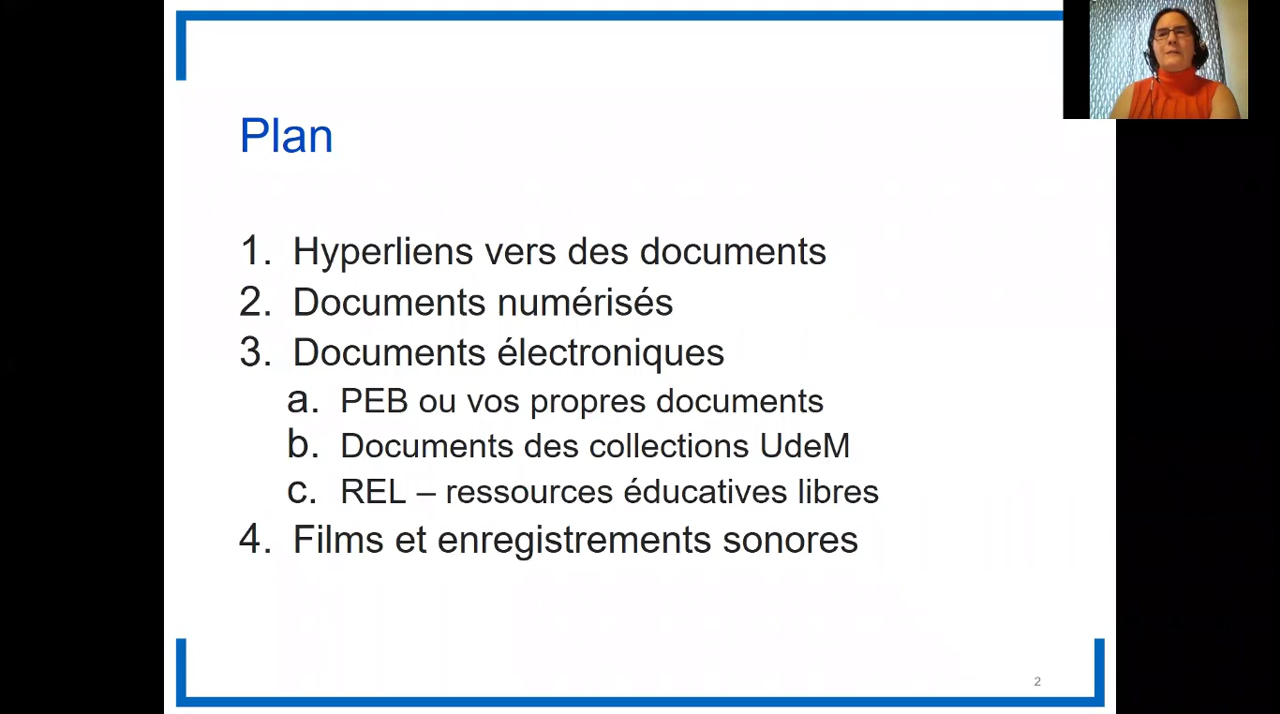 Plan
1. Hyperliens vers des documents
2. Documents numérisés
3. Documents électroniques
a. PEB ou vos propres documents
b. Documents des collections UdeM
c. REL – ressources éducatives libres
4. Films et enregistrements sonores
2